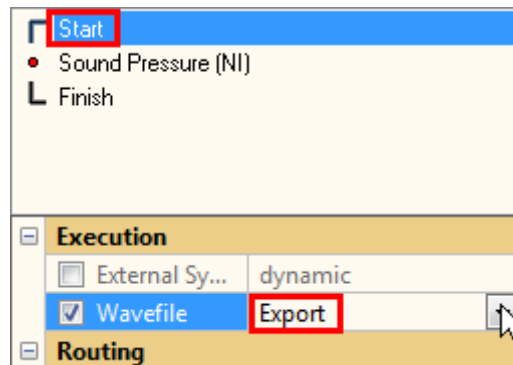 Start
Sound Pressure (NI)
Finish
Execution
External Sy... dynamic
Wavefile Export
Routing